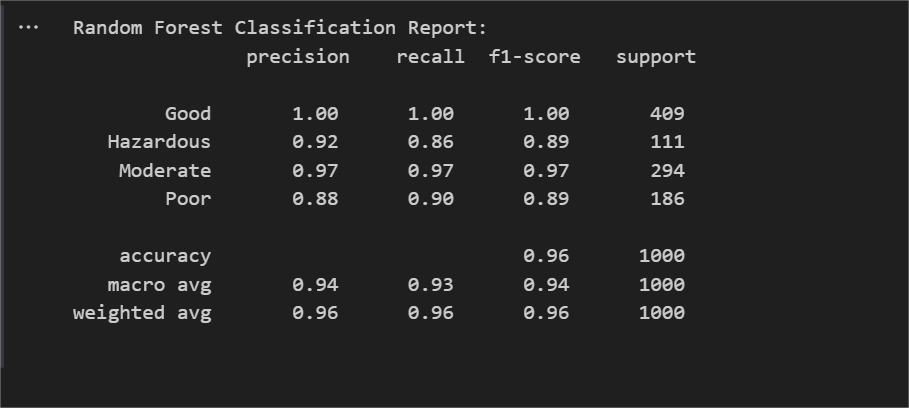 Random Forest Classification Report:
precision recall f1-score support
Good 1.00 1.00 1.00 409
Hazardous 0.92 0.86 0.89 111
Moderate 0.97 0.97 0.97 294
Poor 0.88 0.90 0.89 186
accuracy 0.96 1000
macro avg 0.94 0.93 0.94 1000
weighted avg 0.96 0.96 0.96 1000